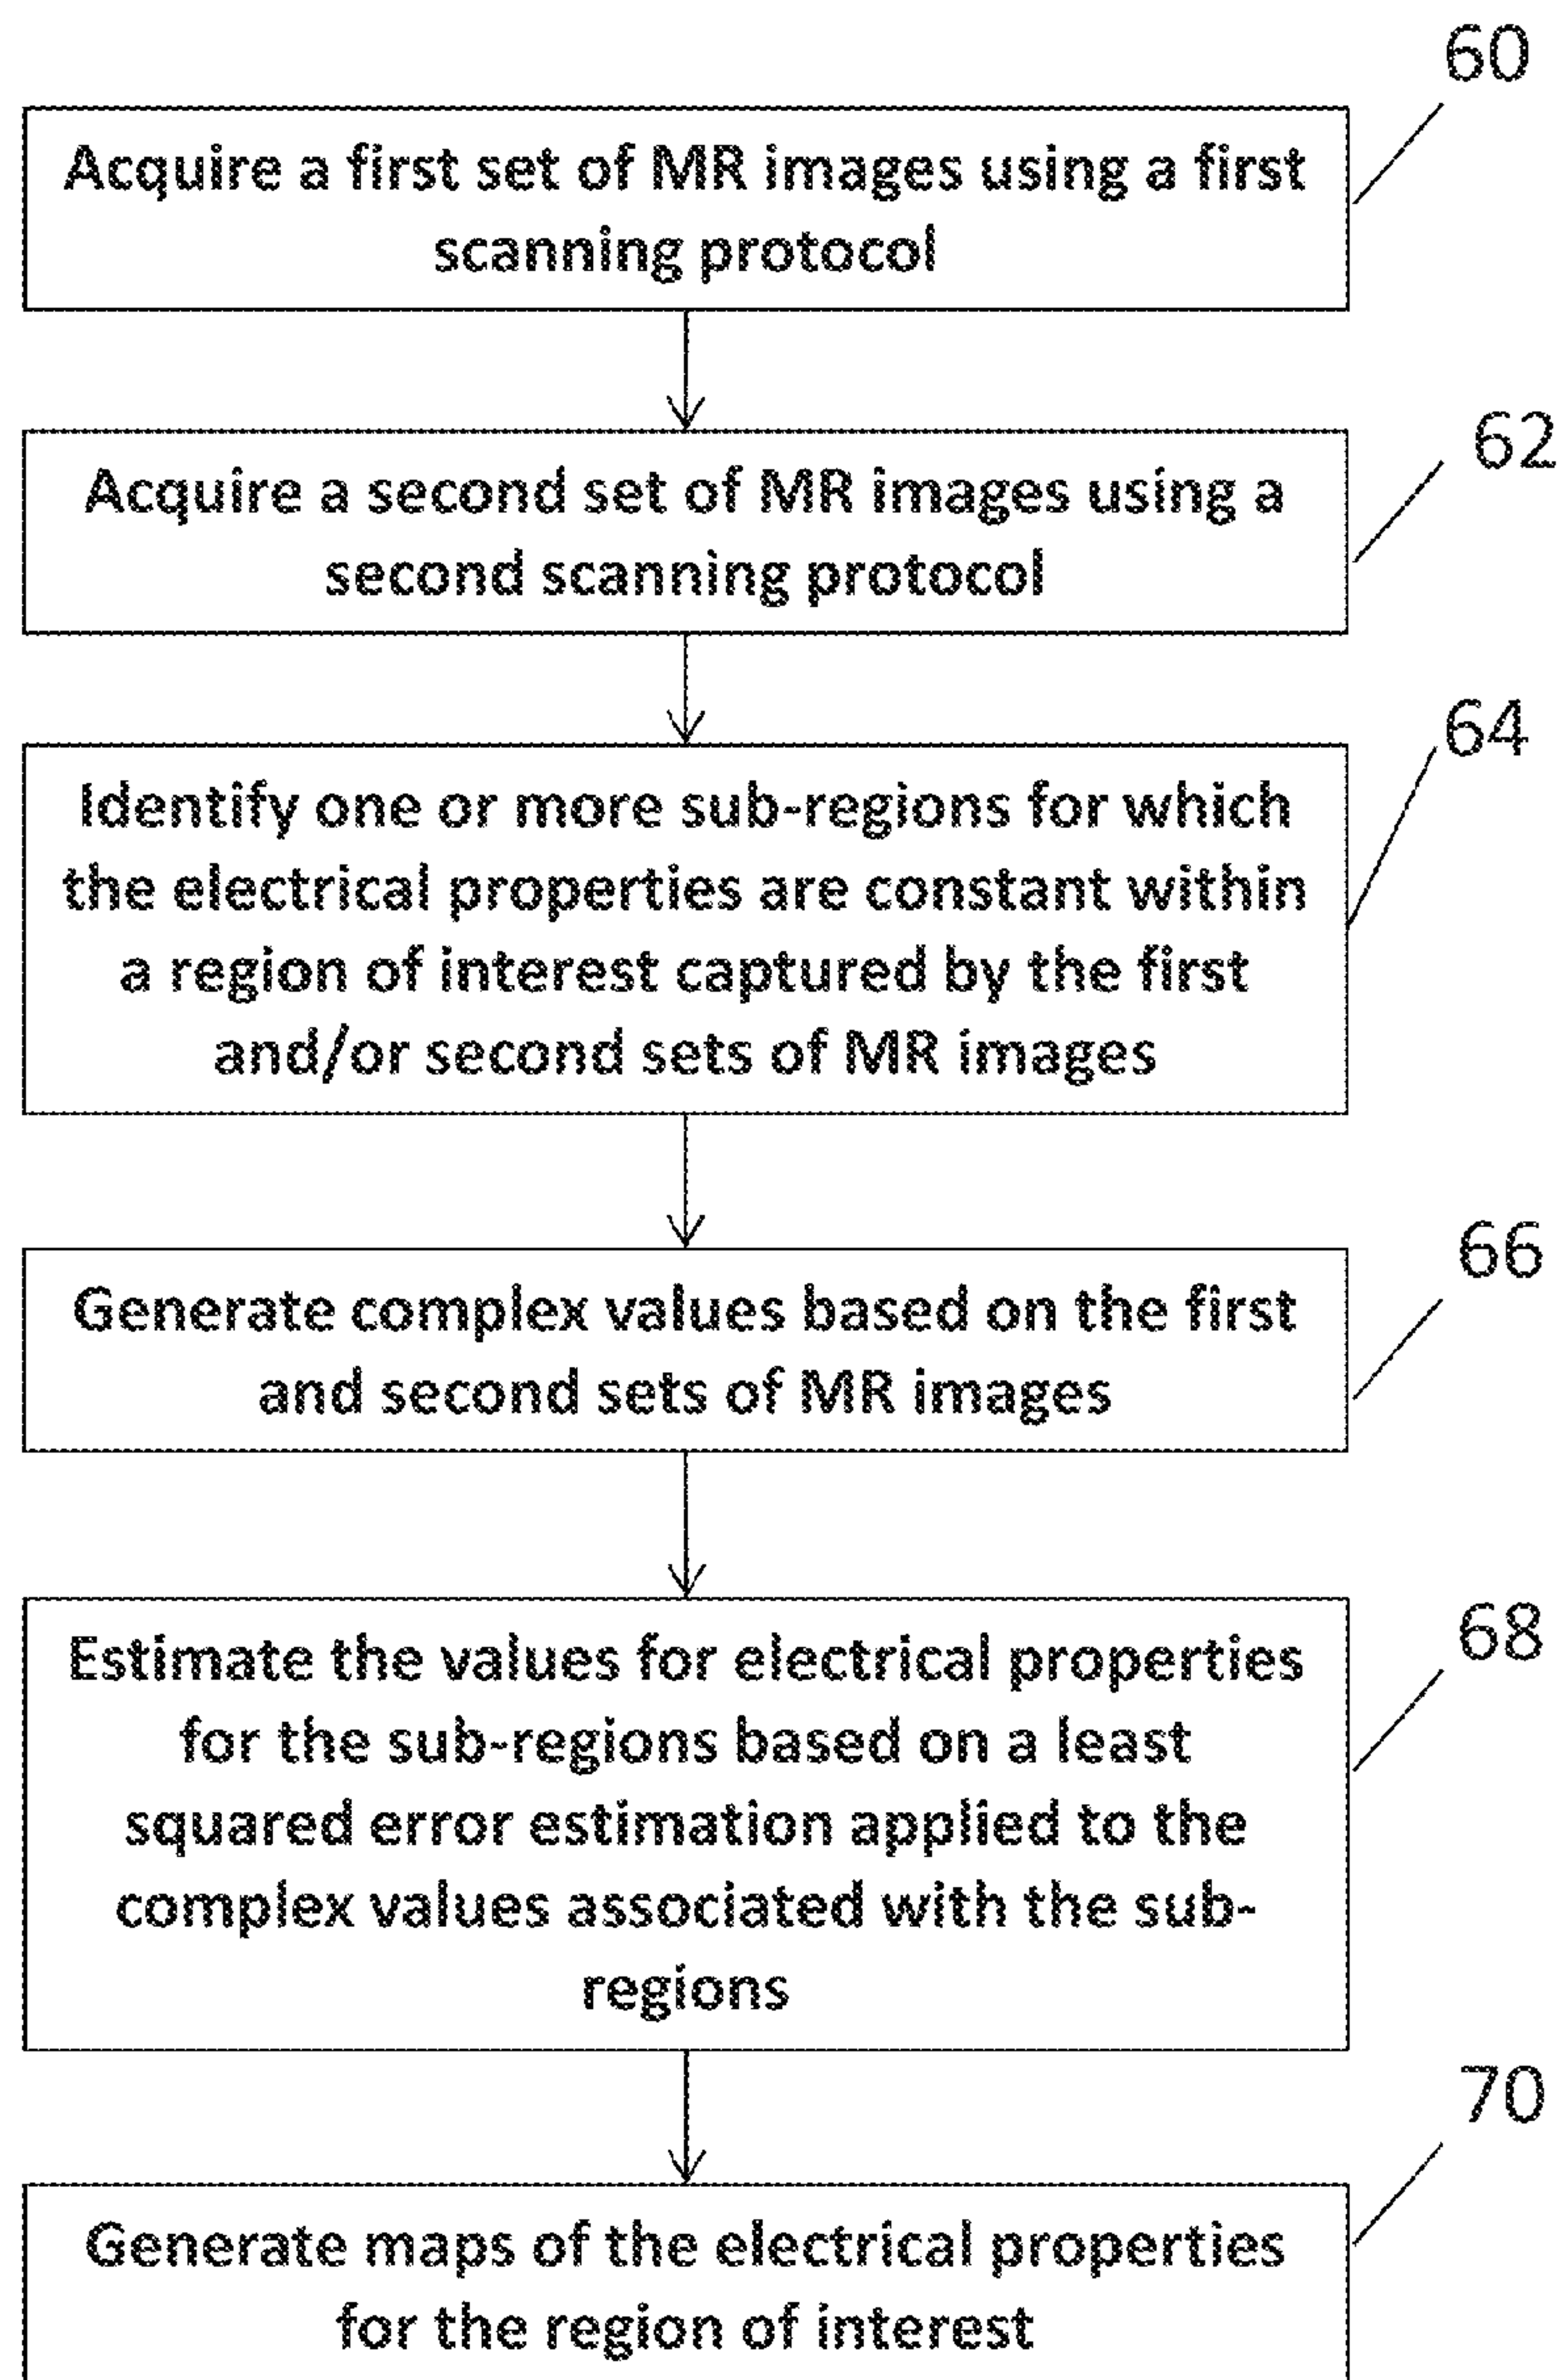 60
Acquire a first set of MR images using a first
scanning protocol
62
Acquire a second set of MR images using a
second scanning protocol
64
Identify one or more sub-regions for which
the electrical properties are constant within
a region of interest captured by the first
and/or second sets of MR images
66
Generate complex values based on the first
and second sets of MR images
68
Estimate the values for electrical properties
for the sub-regions based on a least
squared error estimation applied to the
complex values associated with the sub-
regions
70
Generate maps of the electrical properties
for the region of interest